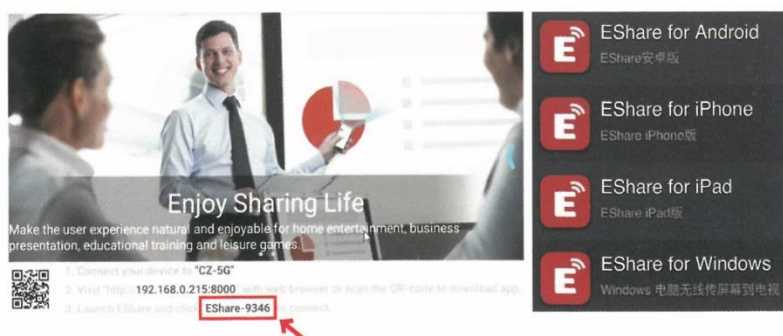 Enjoy Sharing Life
Make the user experience natural and enjoyable for home entertainment, business
presentation, educational training and leisure games.
1. Connect your device to "CZ-5G"
2. Visit "http:// 192.168.0.215:8000" with web browser or scan the QR-code to download app.
3. Launch EShare and click EShare-9346 to connect.
EShare for Android
EShare安卓版
EShare for iPhone
EShare iPhone版
EShare for iPad
EShare iPad版
EShare for Windows
Windows 电脑无线传屏幕到电视